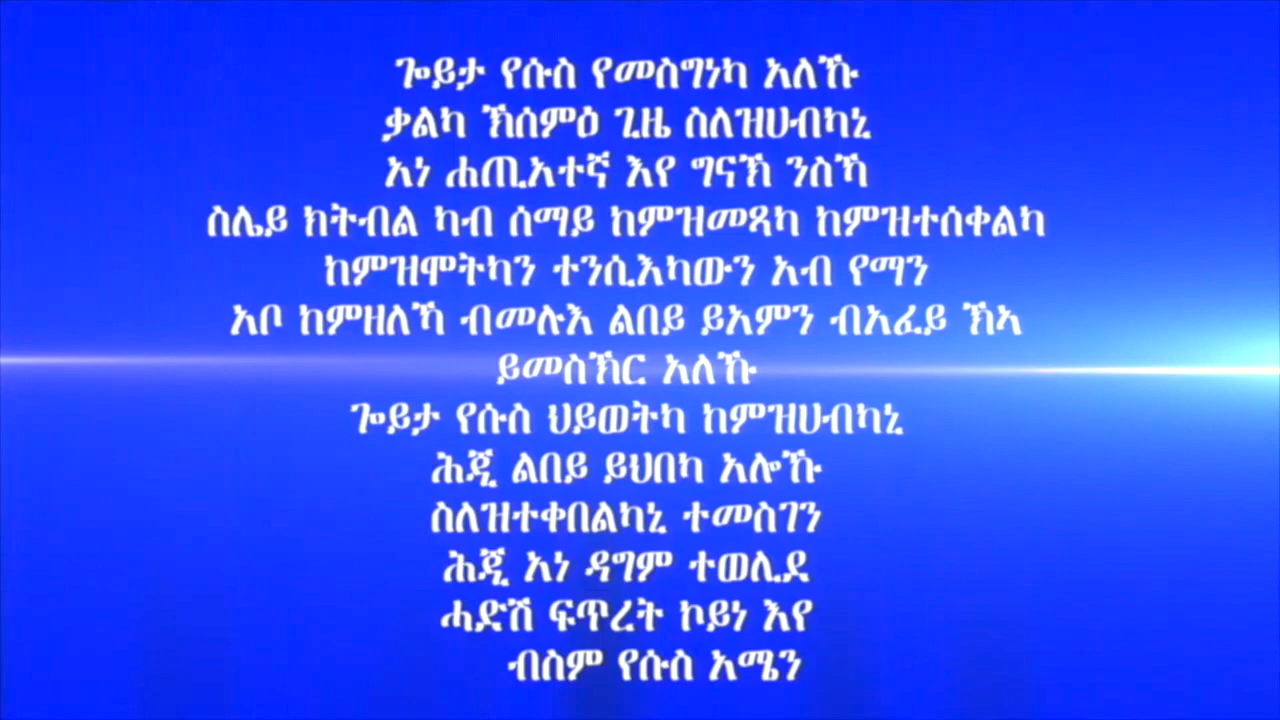 ጐይታ የሱስ የመስግነካ አለኹ
ቃልካ ኽሰምዕ ጊዜ ስለዝሀብካኒ
አነ ሐጢአተኛ እየ ግናኽ ንስኻ
ስሌይ ክትብል ካብ ሰማይ ከምዝመጻካ ከምዝተሰቀልካ
ከምዝሞትካን ተንሲእካውን አብ የማን
አቦ ከምዘለኻ ብመሉእ ልበይ ይአምን ብአፈይ ኽኣ
ይመስኽር አለኹ
ጐይታ የሱስ ህይወትካ ከምዝሀብካኒ
ሕጂ ልበይ ይህበካ አሎኹ
ስለዝተቀበልካኒ ተመስገን
ሕጂ አነ ዳግም ተወሊደ
ሓድሽ ፍጥረት ኮይነ እየ
ብስም የሱስ አሜን